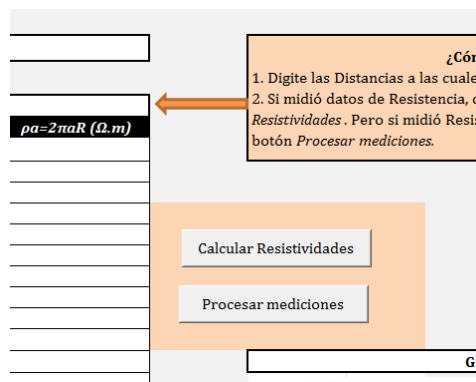 ¿Cóm
1. Digite las Distancias a las cuale
2. Si midió datos de Resistencia,
Resistividades. Pero si midió Resis
botón Procesar mediciones.
ρa=2πaR (Ω.m)
Calcular Resistividades
Procesar mediciones
G